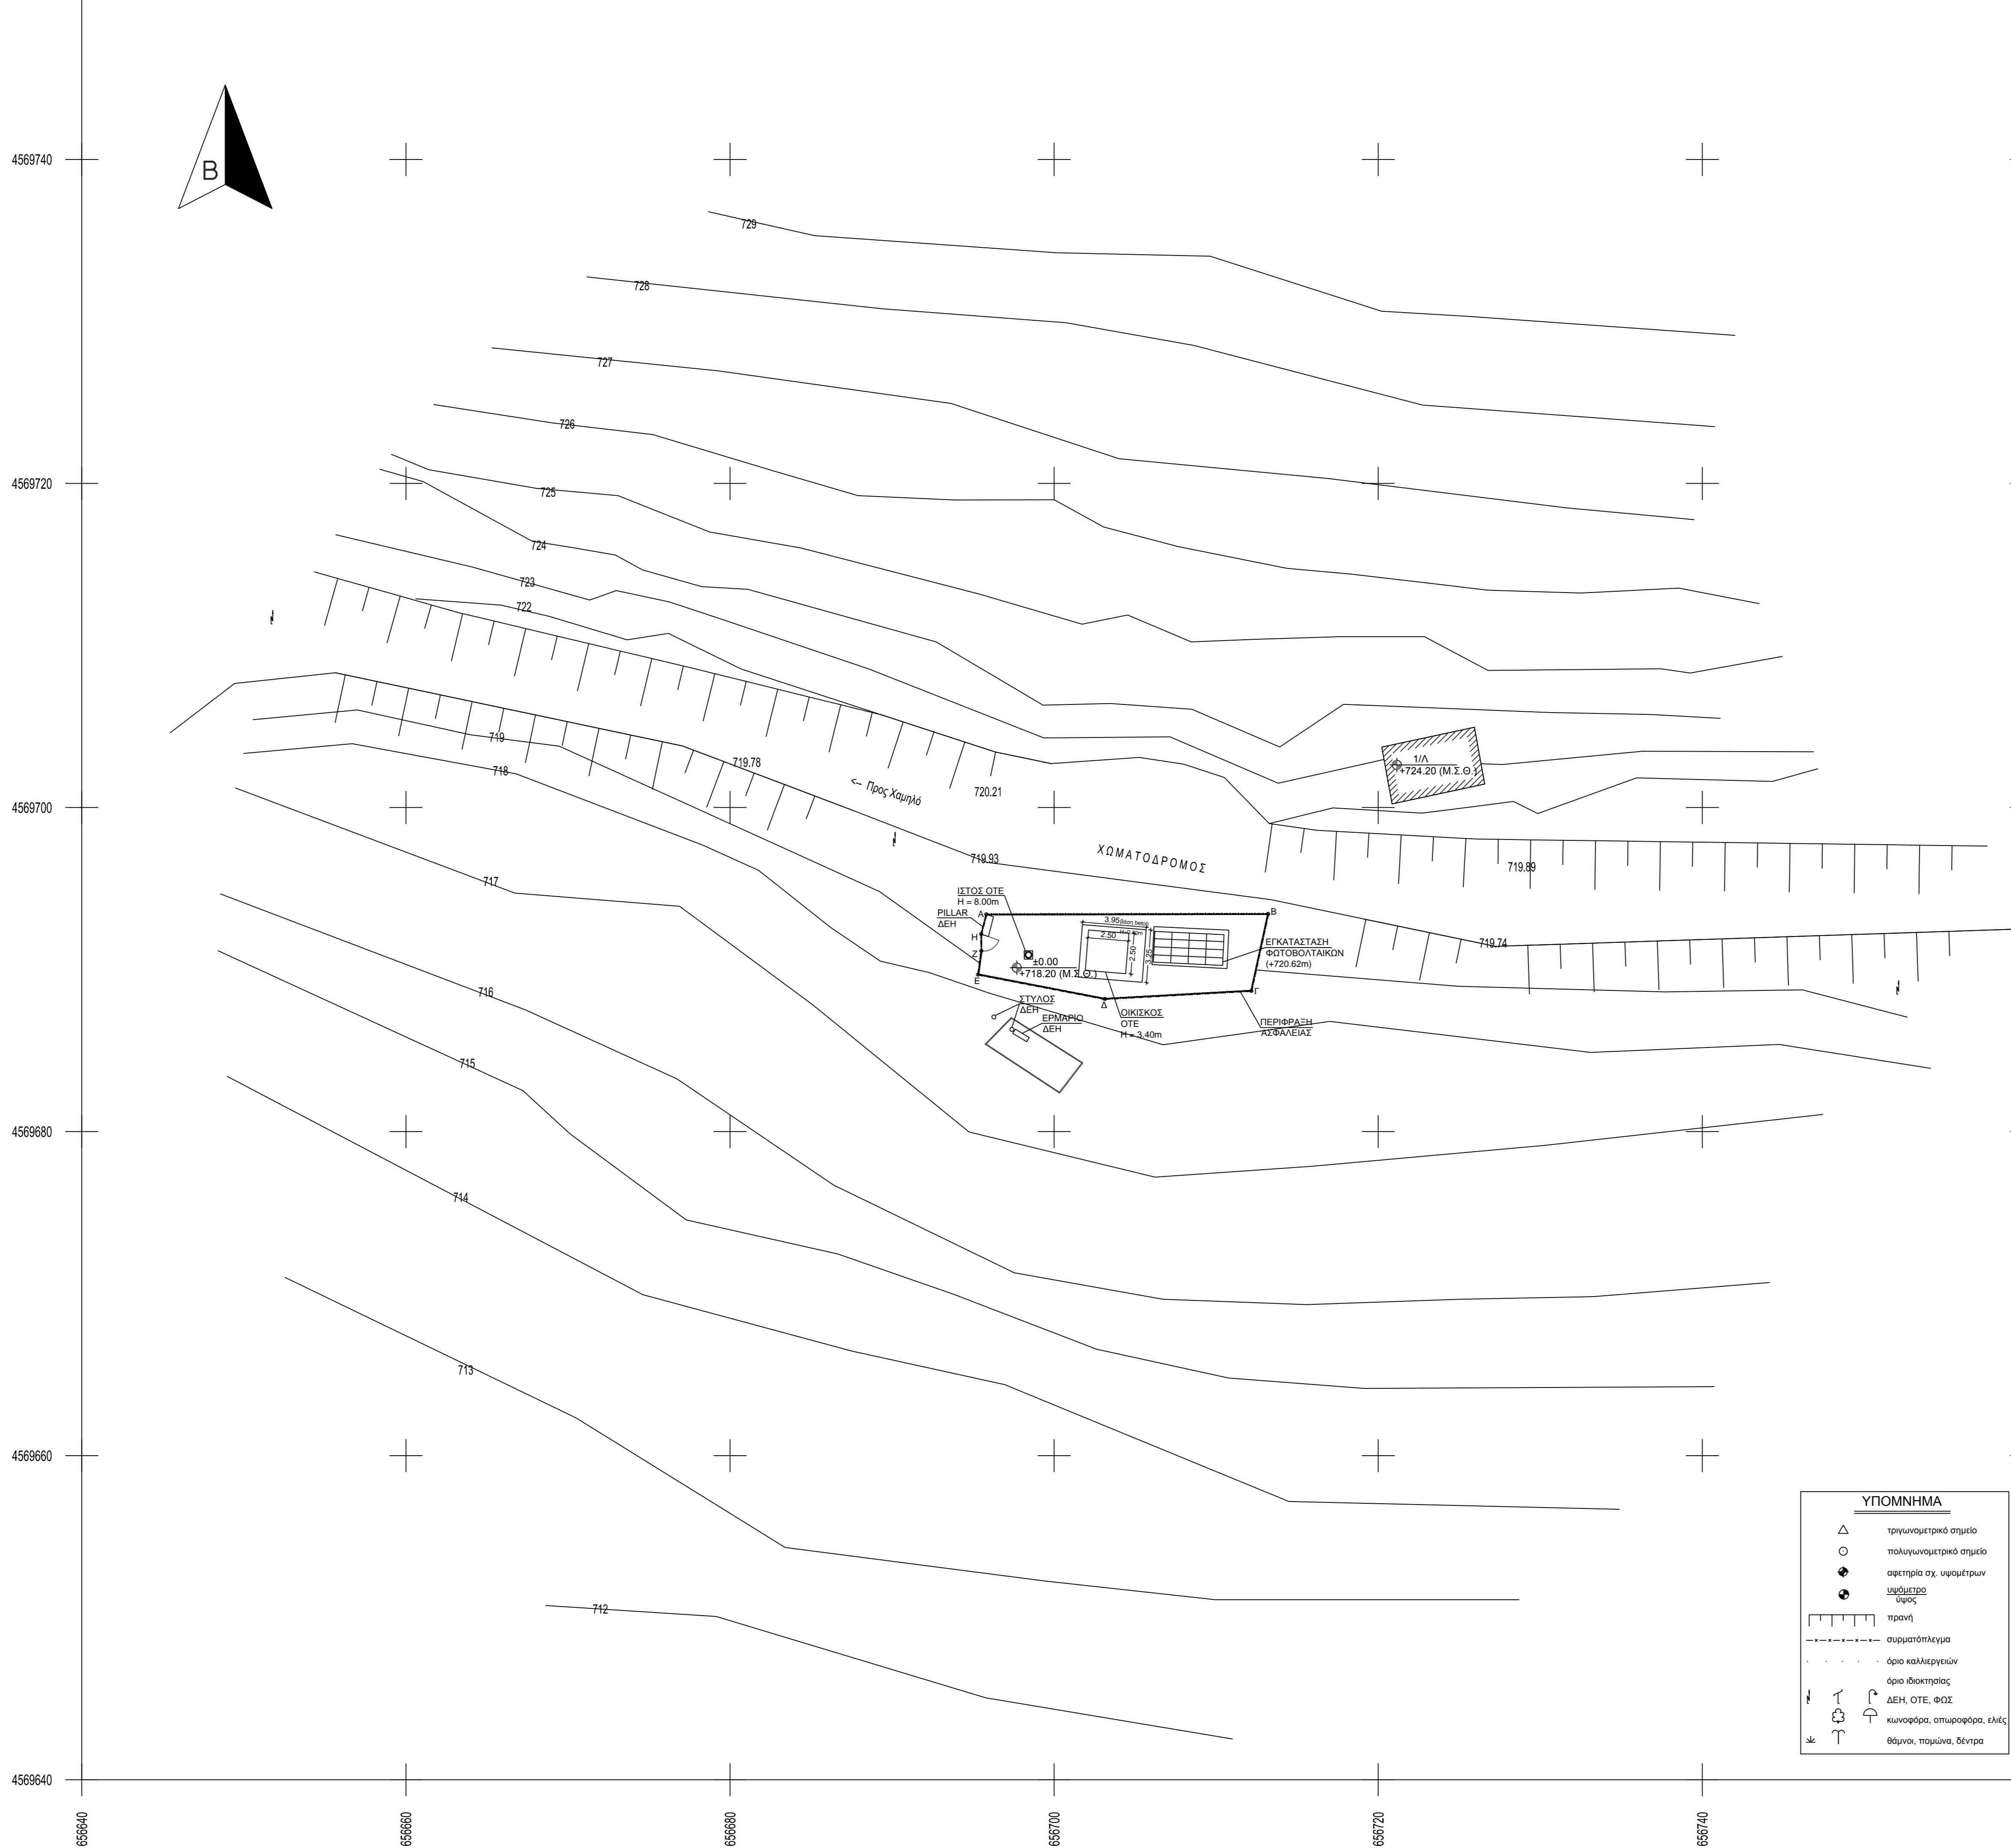 4569740
B
729
728
727
726
4569720
725
724
723
722
719
718
719.78
<-- Προς Χαμηλό
720.21
1/Λ
+724.20 (Μ.Σ.Θ.)
4569700
719.93
ΧΩΜΑΤΟΔΡΟΜΟΣ
719.89
717
ΙΣΤΟΣ ΟΤΕ
H = 8.00m
PILLAR
ΔΕΗ
Α
Β
Η
Ζ
Ε
Δ
Γ
3.95
2.50
2.50
3.25
±0.00
+718.20 (Μ.Σ.Θ.)
ΕΓΚΑΤΑΣΤΑΣΗ
ΦΩΤΟΒΟΛΤΑΙΚΩΝ
(+720.62m)
719.74
716
ΣΤΥΛΟΣ
ΔΕΗ
ΕΡΜΑΡΙΟ
ΔΕΗ
ΟΙΚΙΣΚΟΣ
ΟΤΕ
H = 3.40m
ΠΕΡΙΦΡΑΞΗ
ΑΣΦΑΛΕΙΑΣ
715
4569680
714
713
4569660
712
4569640
656640
656660
656680
656700
656720
656740
ΥΠΟΜΝΗΜΑ
τριγωνομετρικό σημείο
πολυγωνομετρικό σημείο
αφετηρία σχ. υψομέτρων
υψόμετρο
ύψος
πρανή
συρματόπλεγμα
όριο καλλιεργειών
όριο ιδιοκτησίας
ΔΕΗ, ΟΤΕ, ΦΩΣ
κωνοφόρα, οπωροφόρα, ελιές
θάμνοι, πομώνα, δέντρα